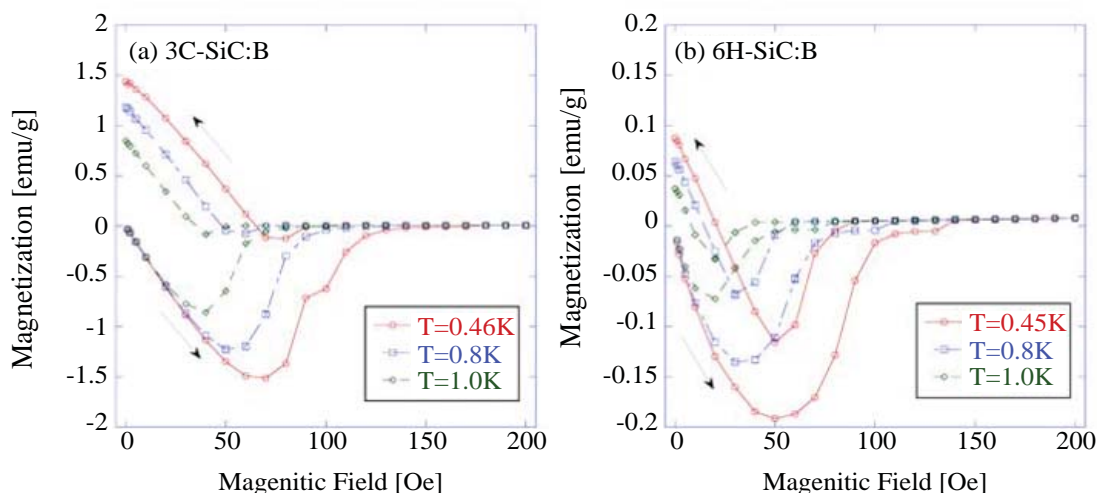 (a) 3C-SiC:B
Magnetization [emu/g]
2
1.5
1
0.5
0
-0.5
-1
-1.5
-2
T=0.46K
T=0.8K
T=1.0K
0 50 100 150 200
Magenitic Field [Oe]
(b) 6H-SiC:B
Magnetization [emu/g]
0.2
0.15
0.1
0.05
0
-0.05
-0.1
-0.15
-0.2
T=0.45K
T=0.8K
T=1.0K
0 50 100 150 200
Magenitic Field [Oe]